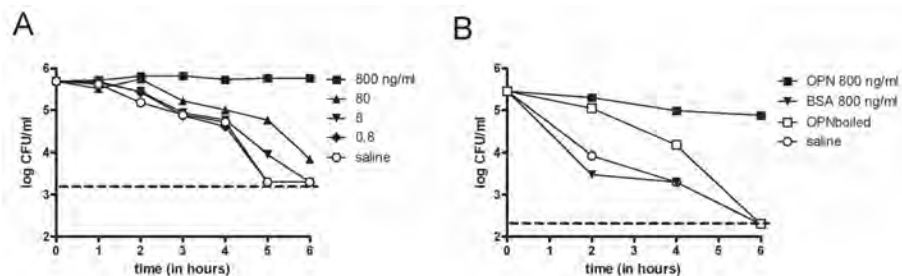 A
B
6
5
4
3
2
log CFU/ml
0 1 2 3 4 5 6
time (in hours)
800 ng/ml
80
8
0,8
saline
6
5
4
3
2
log CFU/ml
0 1 2 3 4 5 6
time (in hours)
OPN 800 ng/ml
BSA 800 ng/ml
OPNboiled
saline